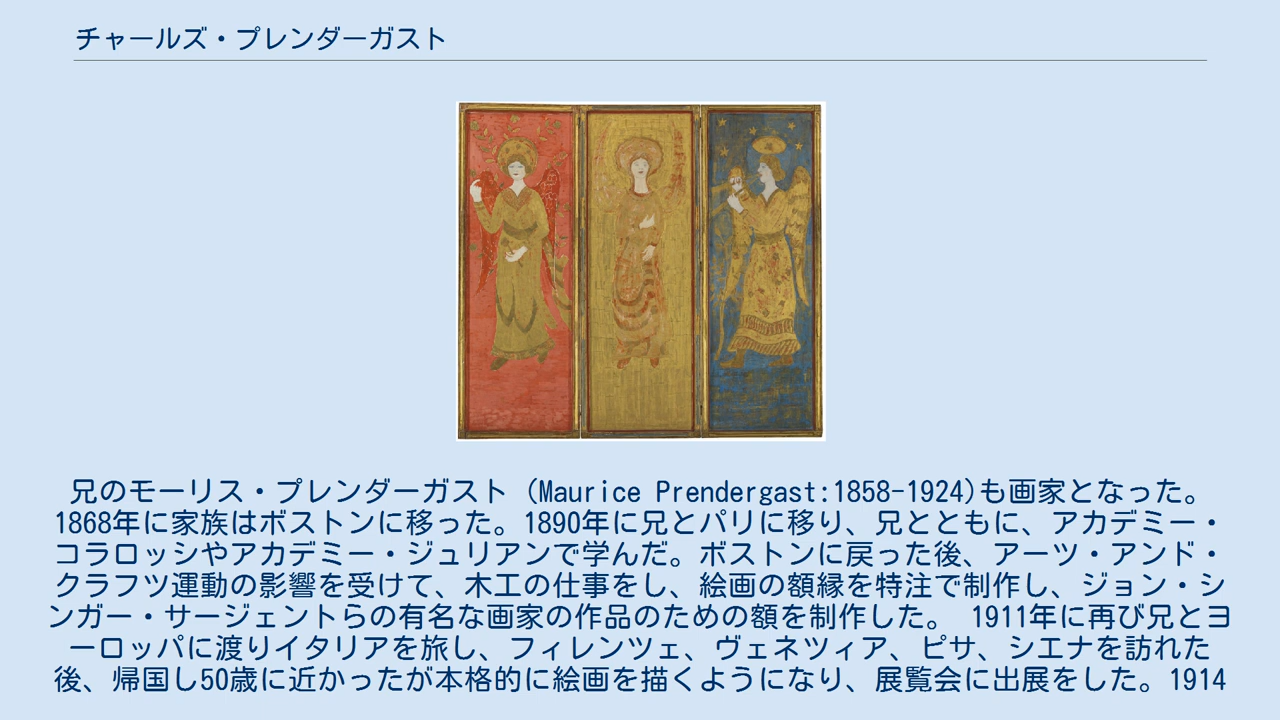 チャールズ・プレンダーガスト
兄のモーリス・プレンダーガスト (Maurice Prendergast:1858-1924)も画家となった。
1868年に家族はボストンに移った。1890年に兄とパリに移り、兄とともに、アカデミー・
コラロッシやアカデミー・ジュリアンで学んだ。ボストンに戻った後、アーツ・アンド・
クラフツ運動の影響を受けて、木工の仕事をし、絵画の額縁を特注で制作し、ジョン・シ
ンガー・サージェントらの有名な画家の作品のための額を制作した。 1911年に再び兄とヨ
ーロッパに渡りイタリアを旅し、フィレンツェ、ヴェネツィア、ピサ、シエナを訪れた
後、帰国し50歳に近かったが本格的に絵画を描くようになり、展覧会に出展をした。1914